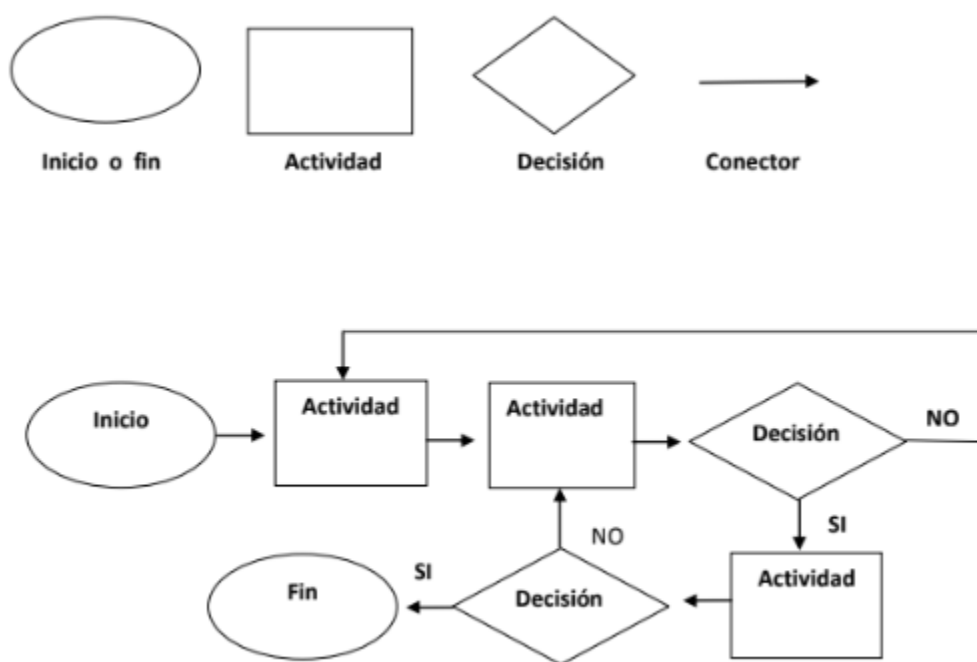 Inicio o fin
Actividad
Decisión
Conector
Inicio
Actividad
Actividad
Decisión
NO
SI
NO
Fin
SI
Decisión
Actividad